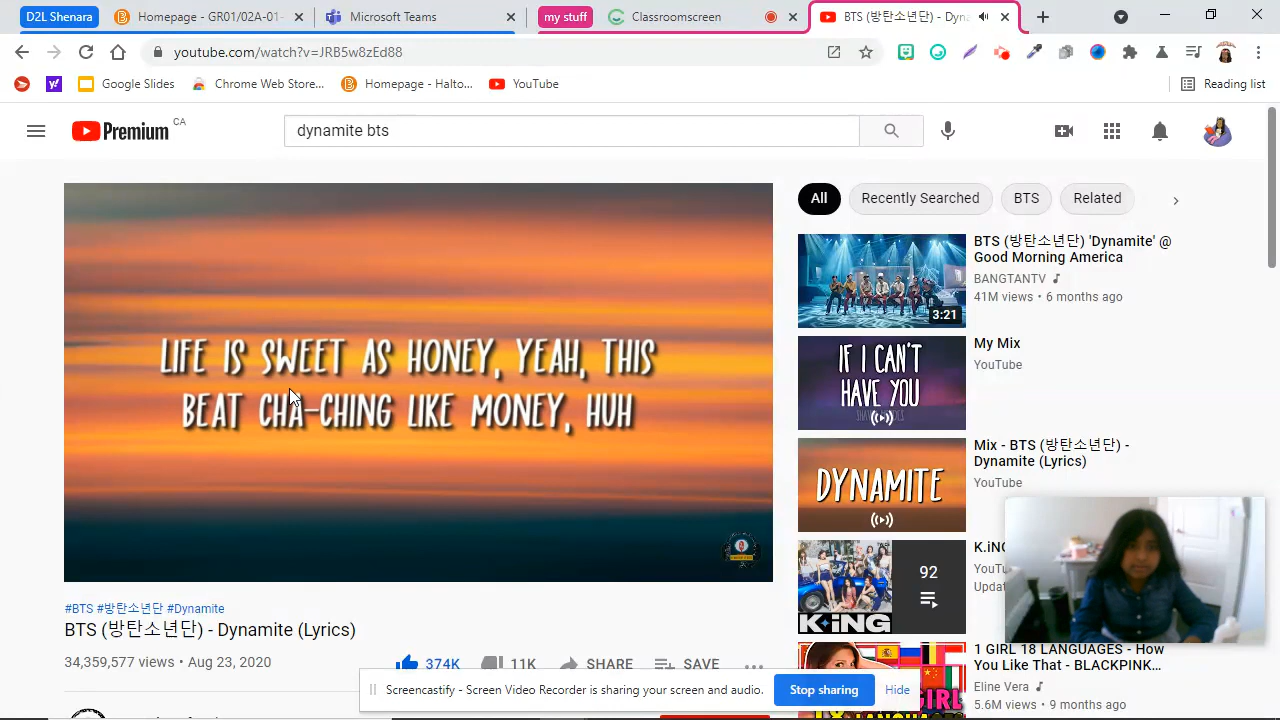 D2L Shenara
Homepage - GR01/02A-01-
Microsoft Teams
my stuff
Classroomscreen
BTS (방탄소년단) - Dyna
youtube.com/watch?v=JRB5w8zEd88
Google Slides
Chrome Web Store...
Homepage - Halto...
YouTube
Reading list
Premium CA
dynamite bts
All
Recently Searched
BTS
Related
LIFE IS SWEET AS HONEY, YEAH, THIS
BEAT CHA-CHING LIKE MONEY, HUH
#BTS #방탄소년단 #Dynamite
BTS (방탄소년단) - Dynamite (Lyrics)
34,359,577 views • Aug 23, 2020
374K
11K
SHARE
SAVE
BTS (방탄소년단) 'Dynamite' @
Good Morning America
BANGTANTV
41M views • 6 months ago
3:21
IF I CAN'T
HAVE YOU
My Mix
YouTube
DYNAMITE
Mix - BTS (방탄소년단) -
Dynamite (Lyrics)
YouTube
92
K•iNG
1 GIRL 18 LANGUAGES - How
You Like That - BLACKPINK...
Eline Vera
5.6M views • 9 months ago
Screencastify - Screen Video Recorder is sharing your screen and audio.
Stop sharing
Hide